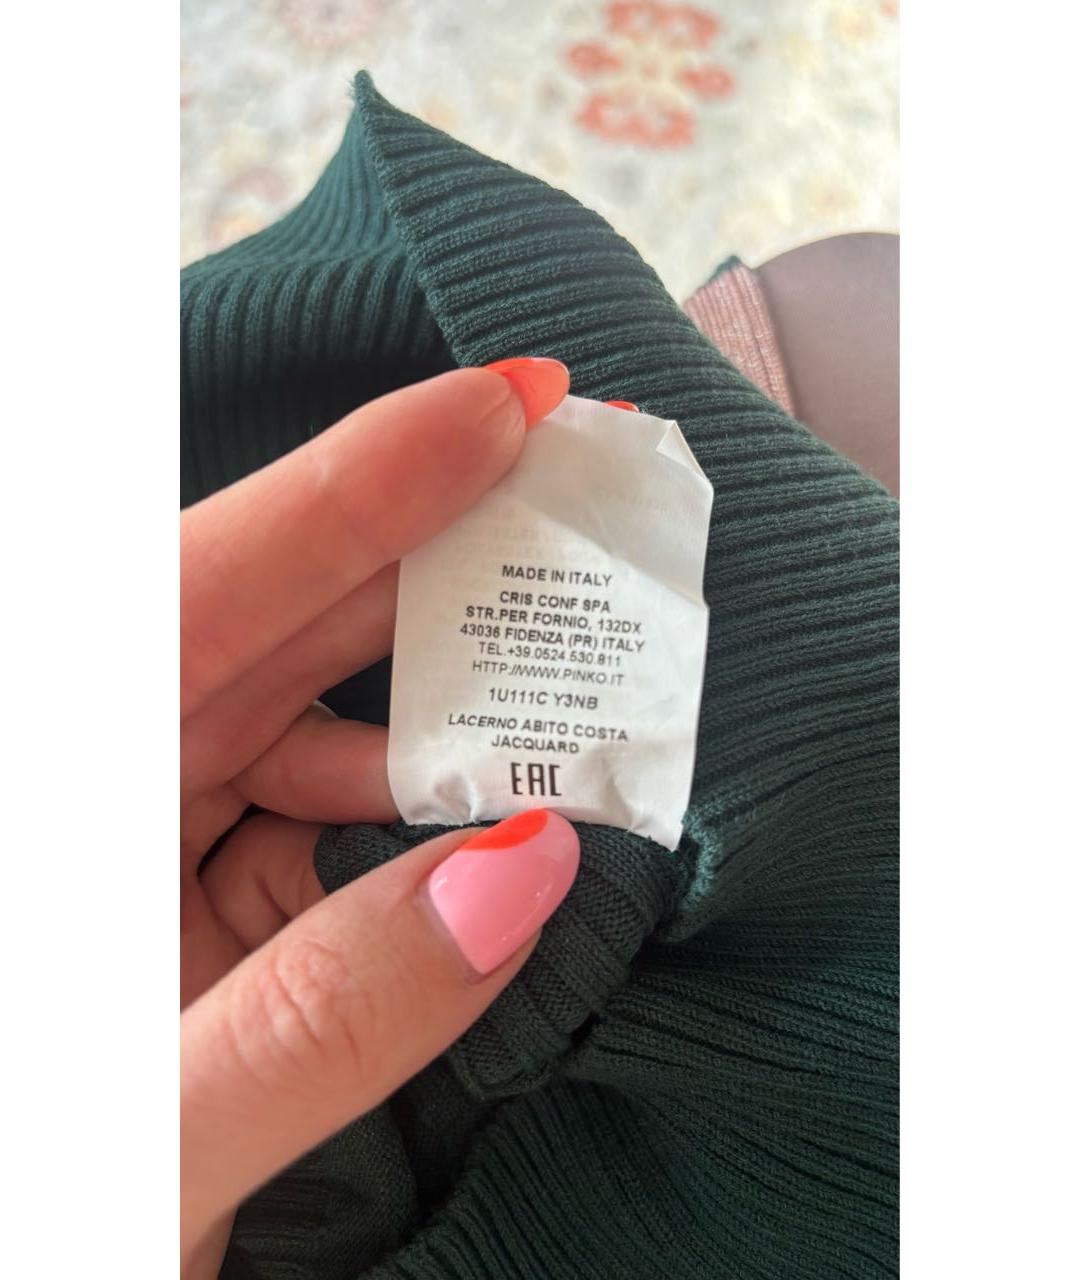 MADE IN ITALY
CRIS CONF SPA
STR.PER FORNIO, 132DX
43036 FIDENZA (PR) ITALY
TEL.+39.0524.530.811
HTTP://WWW.PINKO.IT
1U111C Y3NB
LACERNO ABITO COSTA
JACQUARD
EAC